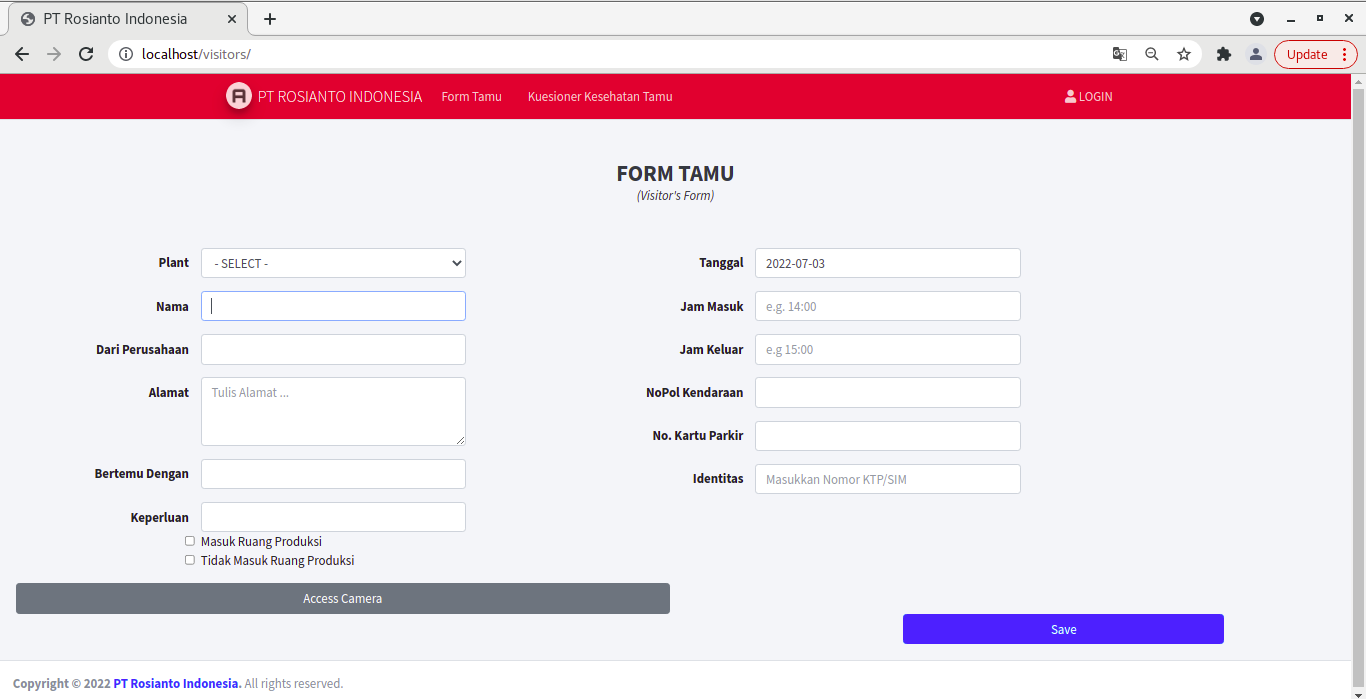 PT Rosianto Indonesia
localhost/visitors/
Update
PT ROSIANTO INDONESIA Form Tamu Kuesioner Kesehatan Tamu LOGIN
FORM TAMU
(Visitor's Form)
Plant - SELECT -
Nama
Dari Perusahaan
Alamat Tulis Alamat ...
Bertemu Dengan
Keperluan
Masuk Ruang Produksi
Tidak Masuk Ruang Produksi
Access Camera
Tanggal 2022-07-03
Jam Masuk e.g. 14:00
Jam Keluar e.g 15:00
NoPol Kendaraan
No. Kartu Parkir
Identitas Masukkan Nomor KTP/SIM
Save
Copyright © 2022 PT Rosianto Indonesia. All rights reserved.